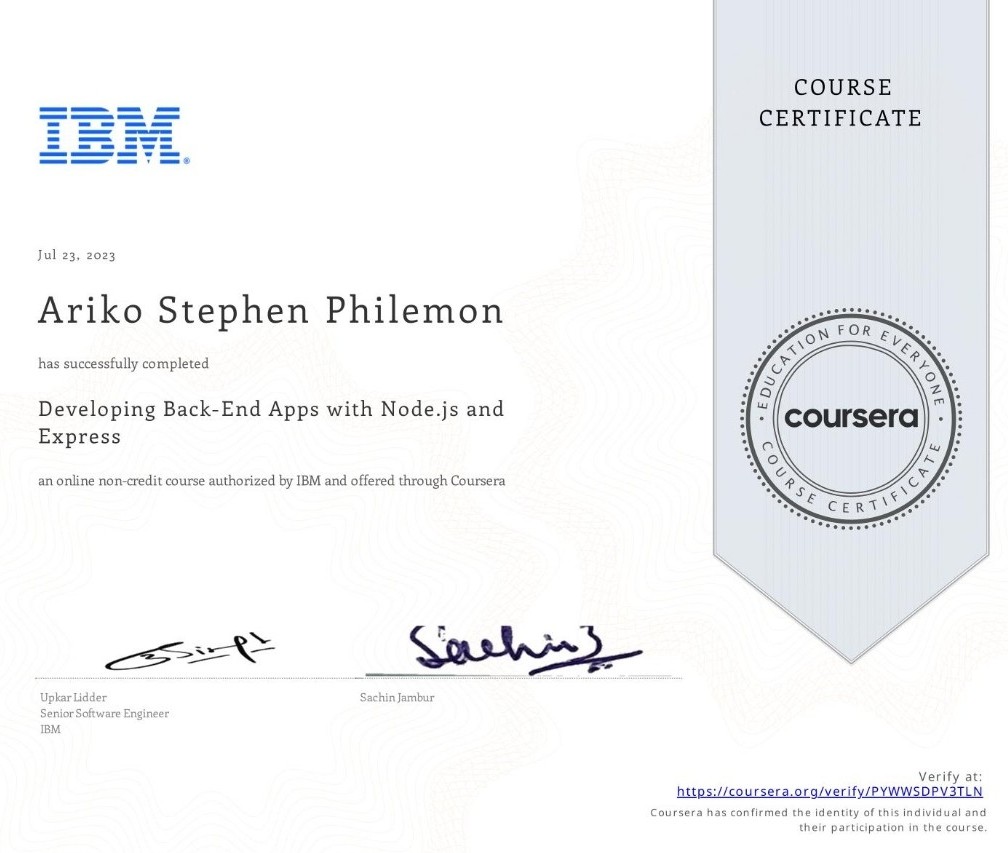 IBM®
COURSE
CERTIFICATE
Jul 23, 2023
Ariko Stephen Philemon
has successfully completed
Developing Back-End Apps with Node.js and
Express
an online non-credit course authorized by IBM and offered through Coursera
EDUCATION FOR EVERYONE
coursera
COURSE CERTIFICATE
Sachin
Upkar Lidder
Senior Software Engineer
IBM
Sachin Jambur
Verify at:
https://coursera.org/verify/PYWWSDPV3TLN
Coursera has confirmed the identity of this individual and
their participation in the course.